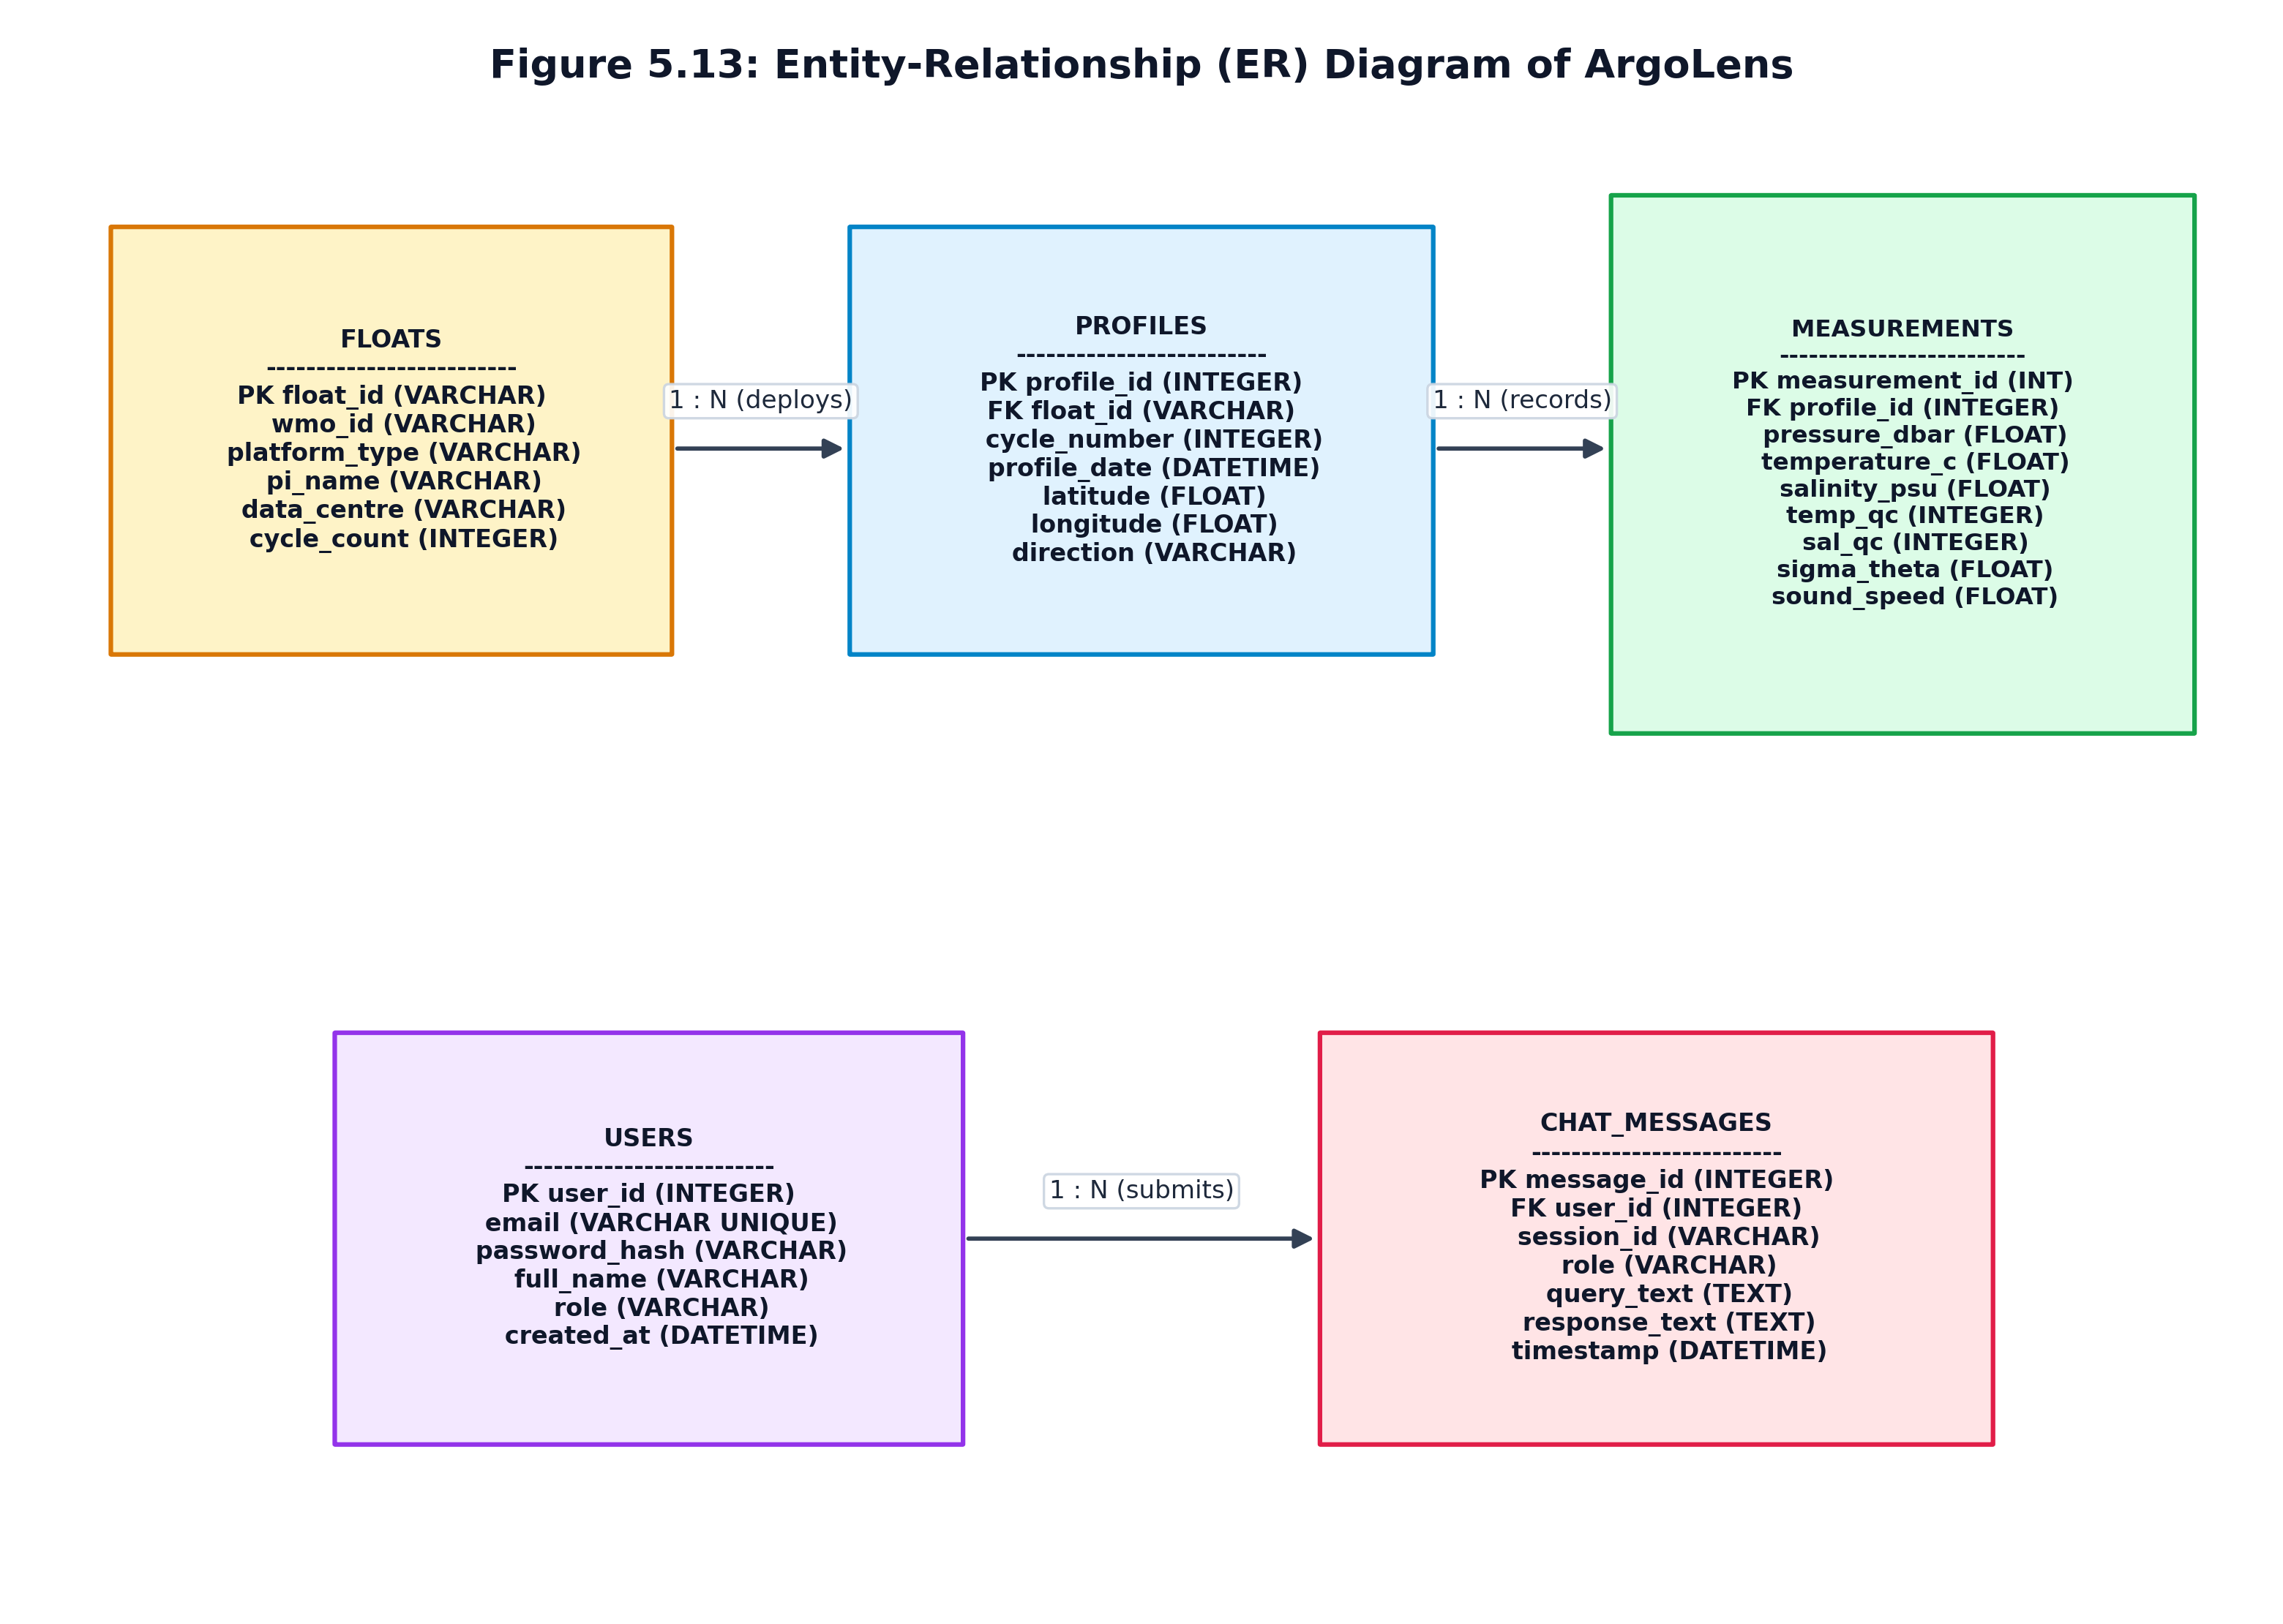 Figure 5.13: Entity-Relationship (ER) Diagram of ArgoLens
FLOATS
-------------------------
PK float_id (VARCHAR)
wmo_id (VARCHAR)
platform_type (VARCHAR)
pi_name (VARCHAR)
data_centre (VARCHAR)
cycle_count (INTEGER)
1 : N (deploys)
PROFILES
-------------------------
PK profile_id (INTEGER)
FK float_id (VARCHAR)
cycle_number (INTEGER)
profile_date (DATETIME)
latitude (FLOAT)
longitude (FLOAT)
direction (VARCHAR)
1 : N (records)
MEASUREMENTS
-------------------------
PK measurement_id (INT)
FK profile_id (INTEGER)
pressure_dbar (FLOAT)
temperature_c (FLOAT)
salinity_psu (FLOAT)
temp_qc (INTEGER)
sal_qc (INTEGER)
sigma_theta (FLOAT)
sound_speed (FLOAT)
USERS
-------------------------
PK user_id (INTEGER)
email (VARCHAR UNIQUE)
password_hash (VARCHAR)
full_name (VARCHAR)
role (VARCHAR)
created_at (DATETIME)
1 : N (submits)
CHAT_MESSAGES
-------------------------
PK message_id (INTEGER)
FK user_id (INTEGER)
session_id (VARCHAR)
role (VARCHAR)
query_text (TEXT)
response_text (TEXT)
timestamp (DATETIME)